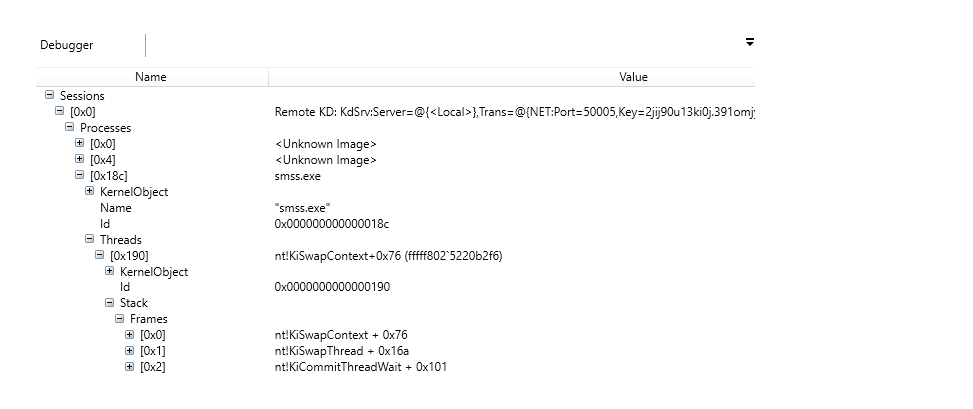 Debugger
Name Value
Sessions
[0x0] Remote KD: KdSrv:Server=@{<Local>},Trans=@{NET:Port=50005,Key=2jij90u13ki0j.391omj
Processes
[0x0] <Unknown Image>
[0x4] <Unknown Image>
[0x18c] smss.exe
KernelObject
Name "smss.exe"
Id 0x000000000000018c
Threads
[0x190] nt!KiSwapContext+0x76 (fffff802`5220b2f6)
KernelObject
Id 0x0000000000000190
Stack
Frames
[0x0] nt!KiSwapContext + 0x76
[0x1] nt!KiSwapThread + 0x16a
[0x2] nt!KiCommitThreadWait + 0x101